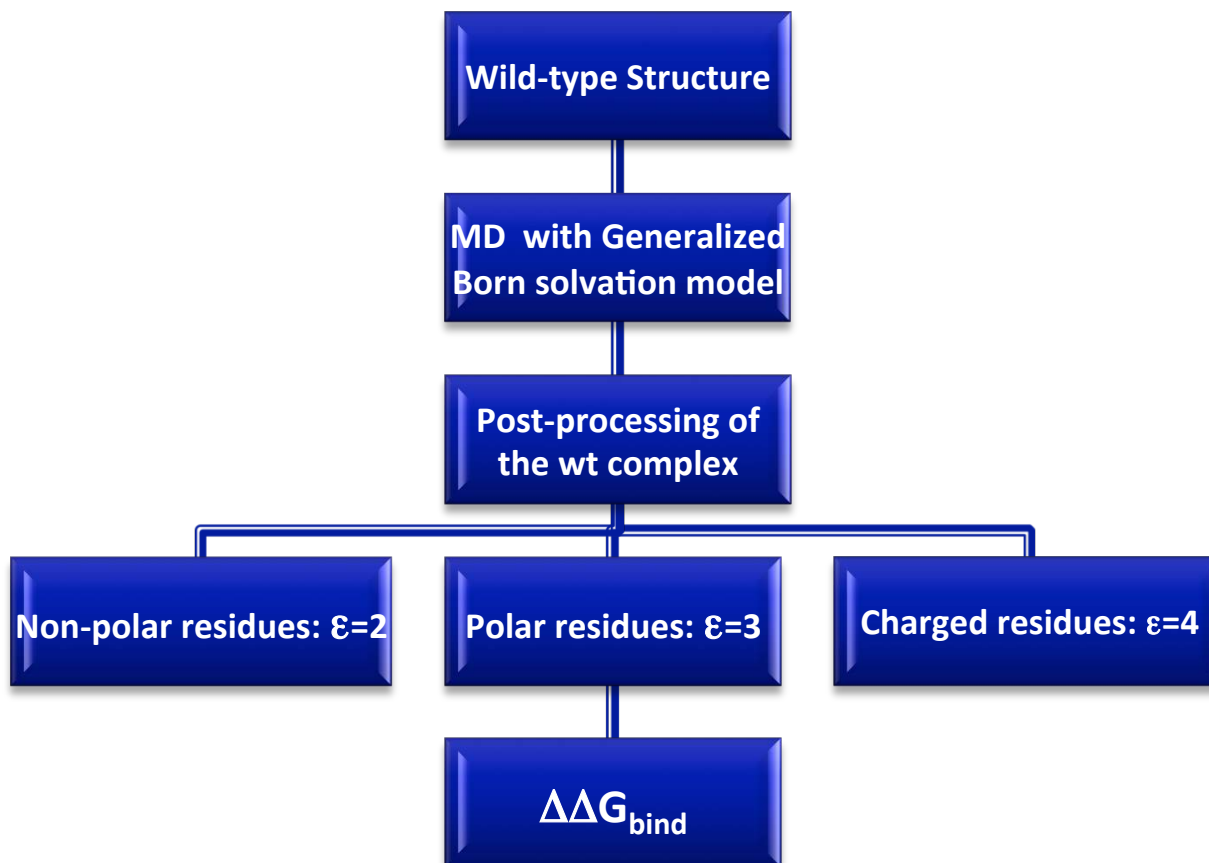 Wild-type Structure
MD with Generalized
Born solvation model
Post-processing of
the wt complex
Non-polar residues: ε=2
Polar residues: ε=3
Charged residues: ε=4
ΔΔGbind